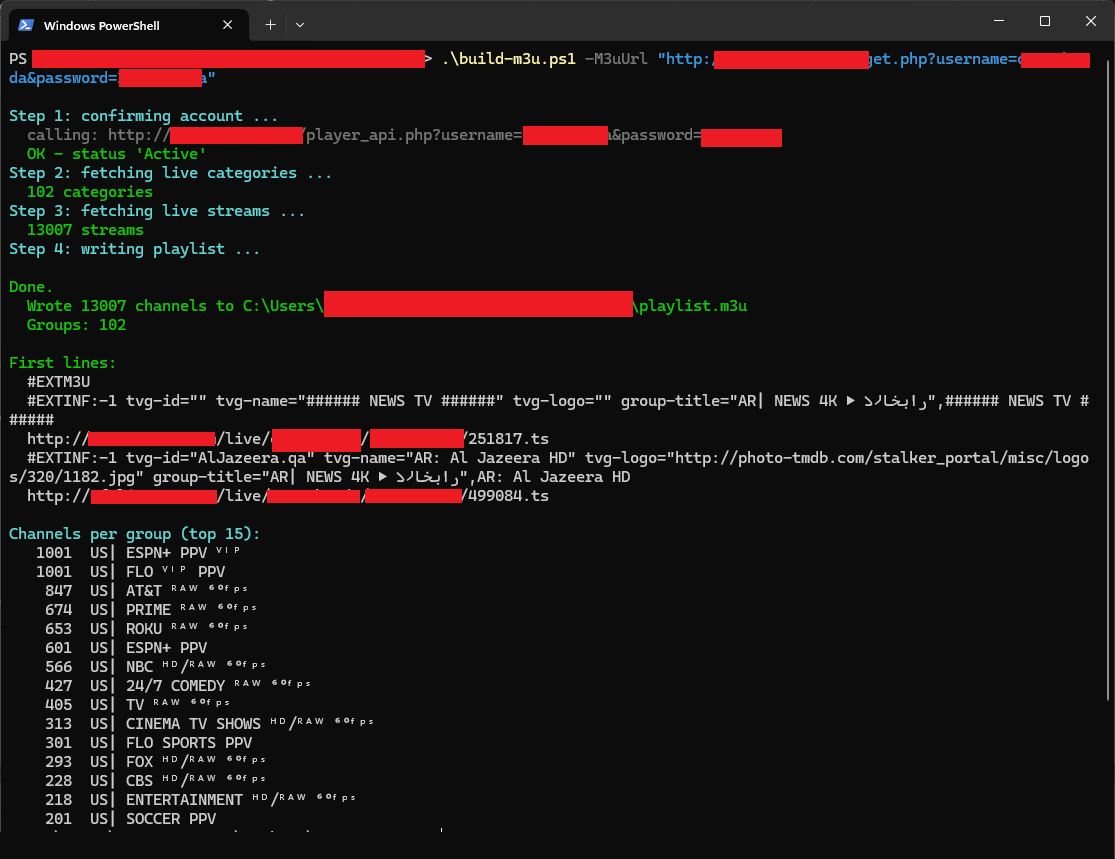 Windows PowerShell
PS > .\build-m3u.ps1 -M3uUrl "http:/ get.php?username=
da&password= a"
Step 1: confirming account ...
calling: http:// /player_api.php?username= &password=
OK - status 'Active'
Step 2: fetching live categories ...
102 categories
Step 3: fetching live streams ...
13007 streams
Step 4: writing playlist ...
Done.
Wrote 13007 channels to C:\Users\ \playlist.m3u
Groups: 102
First lines:
#EXTM3U
#EXTINF:-1 tvg-id="" tvg-name="###### NEWS TV ######" tvg-logo="" group-title="AR| NEWS 4K ▶ الاخبار",###### NEWS TV #
#####
http:// /live/ / /251817.ts
#EXTINF:-1 tvg-id="AlJazeera.qa" tvg-name="AR: Al Jazeera HD" tvg-logo="http://photo-tmdb.com/stalker_portal/misc/logo
s/320/1182.jpg" group-title="AR| NEWS 4K ▶ الاخبار",AR: Al Jazeera HD
http:// /live/ / /499084.ts
Channels per group (top 15):
1001 US| ESPN+ PPV ⱽᴵᴾ
1001 US| FLO ⱽᴵᴾ PPV
847 US| AT&T ᴿᴬᵂ ⁶⁰ᶠᵖˢ
674 US| PRIME ᴿᴬᵂ ⁶⁰ᶠᵖˢ
653 US| ROKU ᴿᴬᵂ ⁶⁰ᶠᵖˢ
601 US| ESPN+ PPV
566 US| NBC ᴴᴰ/ᴿᴬᵂ ⁶⁰ᶠᵖˢ
427 US| 24/7 COMEDY ᴿᴬᵂ ⁶⁰ᶠᵖˢ
405 US| TV ᴿᴬᵂ ⁶⁰ᶠᵖˢ
313 US| CINEMA TV SHOWS ᴴᴰ/ᴿᴬᵂ ⁶⁰ᶠᵖˢ
301 US| FLO SPORTS PPV
293 US| FOX ᴴᴰ/ᴿᴬᵂ ⁶⁰ᶠᵖˢ
228 US| CBS ᴴᴰ/ᴿᴬᵂ ⁶⁰ᶠᵖˢ
218 US| ENTERTAINMENT ᴴᴰ/ᴿᴬᵂ ⁶⁰ᶠᵖˢ
201 US| SOCCER PPV